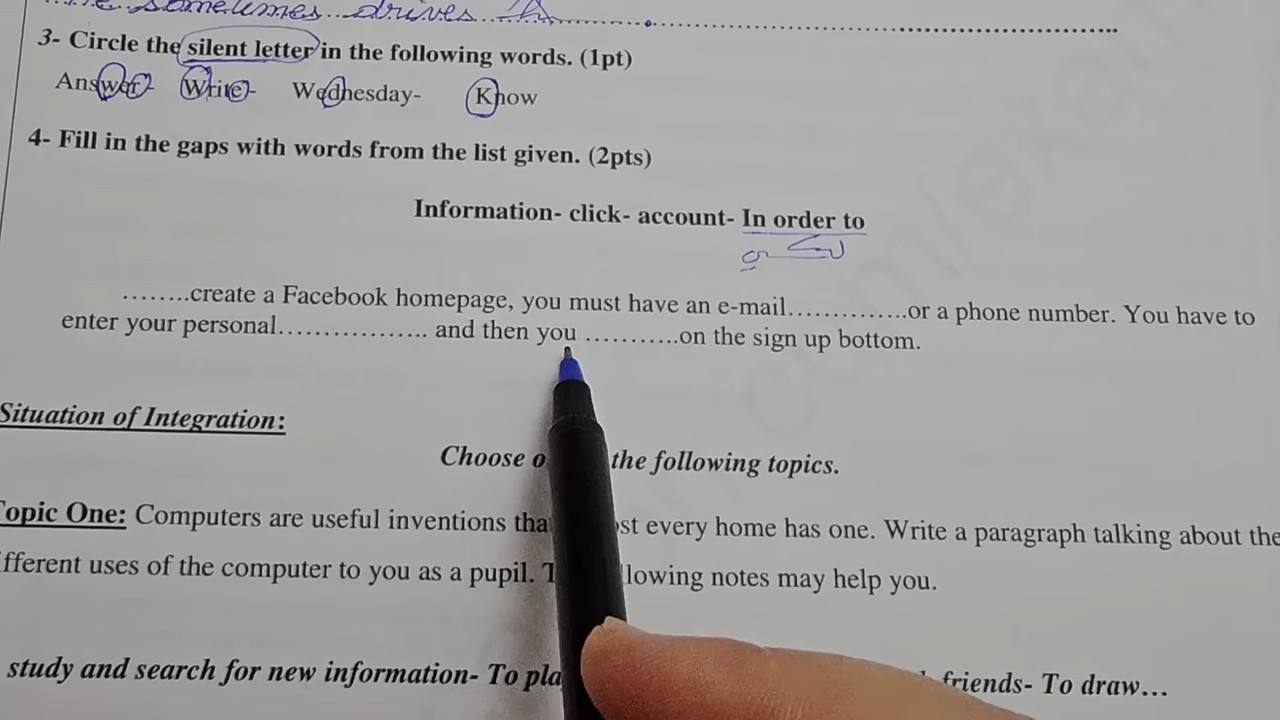 sometimes drives
3- Circle the silent letter in the following words. (1pt)
Answer- Write- Wednesday- Know
4- Fill in the gaps with words from the list given. (2pts)
Information- click- account- In order to
لكي
........create a Facebook homepage, you must have an e-mail..............or a phone number. You have to
enter your personal................. and then you ...........on the sign up bottom.
Situation of Integration:
Choose the following topics.
Topic One: Computers are useful inventions every home has one. Write a paragraph talking about the
different uses of the computer to you as a pupil. notes may help you.
study and search for new information- To friends- To draw…